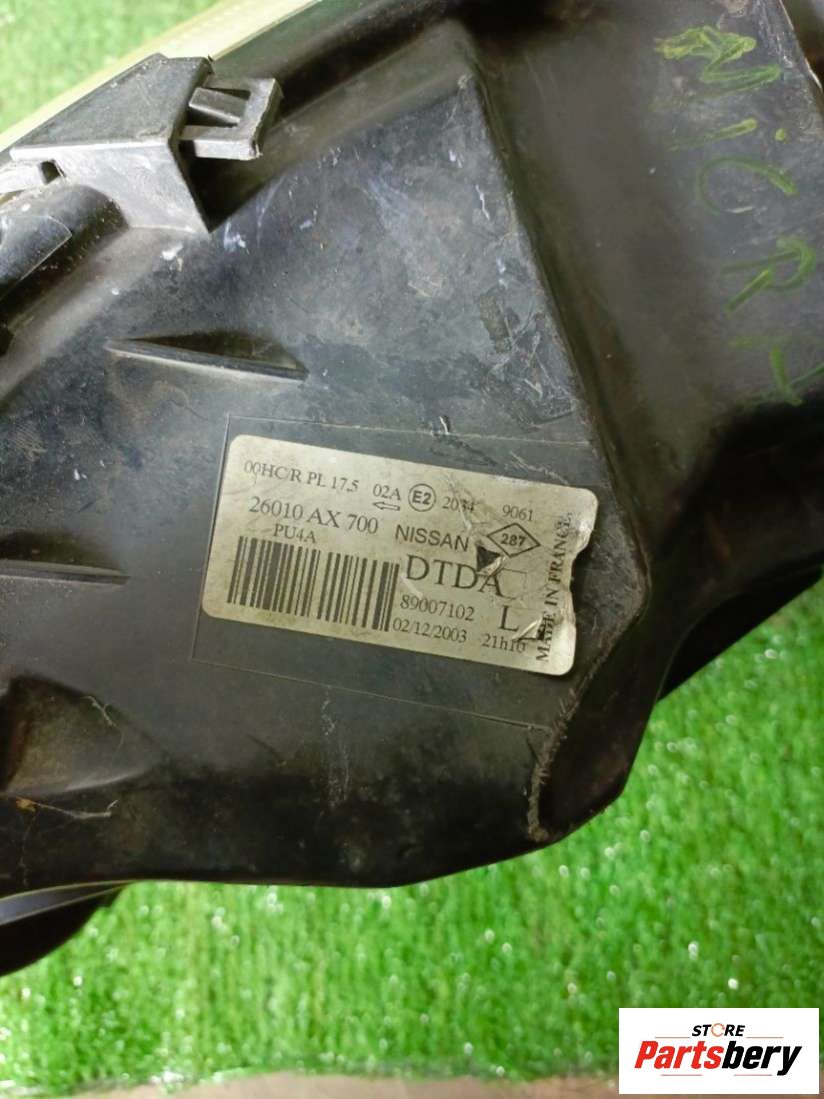 MICRA
00HC/R PL 17.5 02A E2 2034 9061
26010 AX 700 NISSAN 287
PU4A
DTDA
89007102 L
02/12/2003 21h10
MADE IN FRANCE
STORE
Partsbery